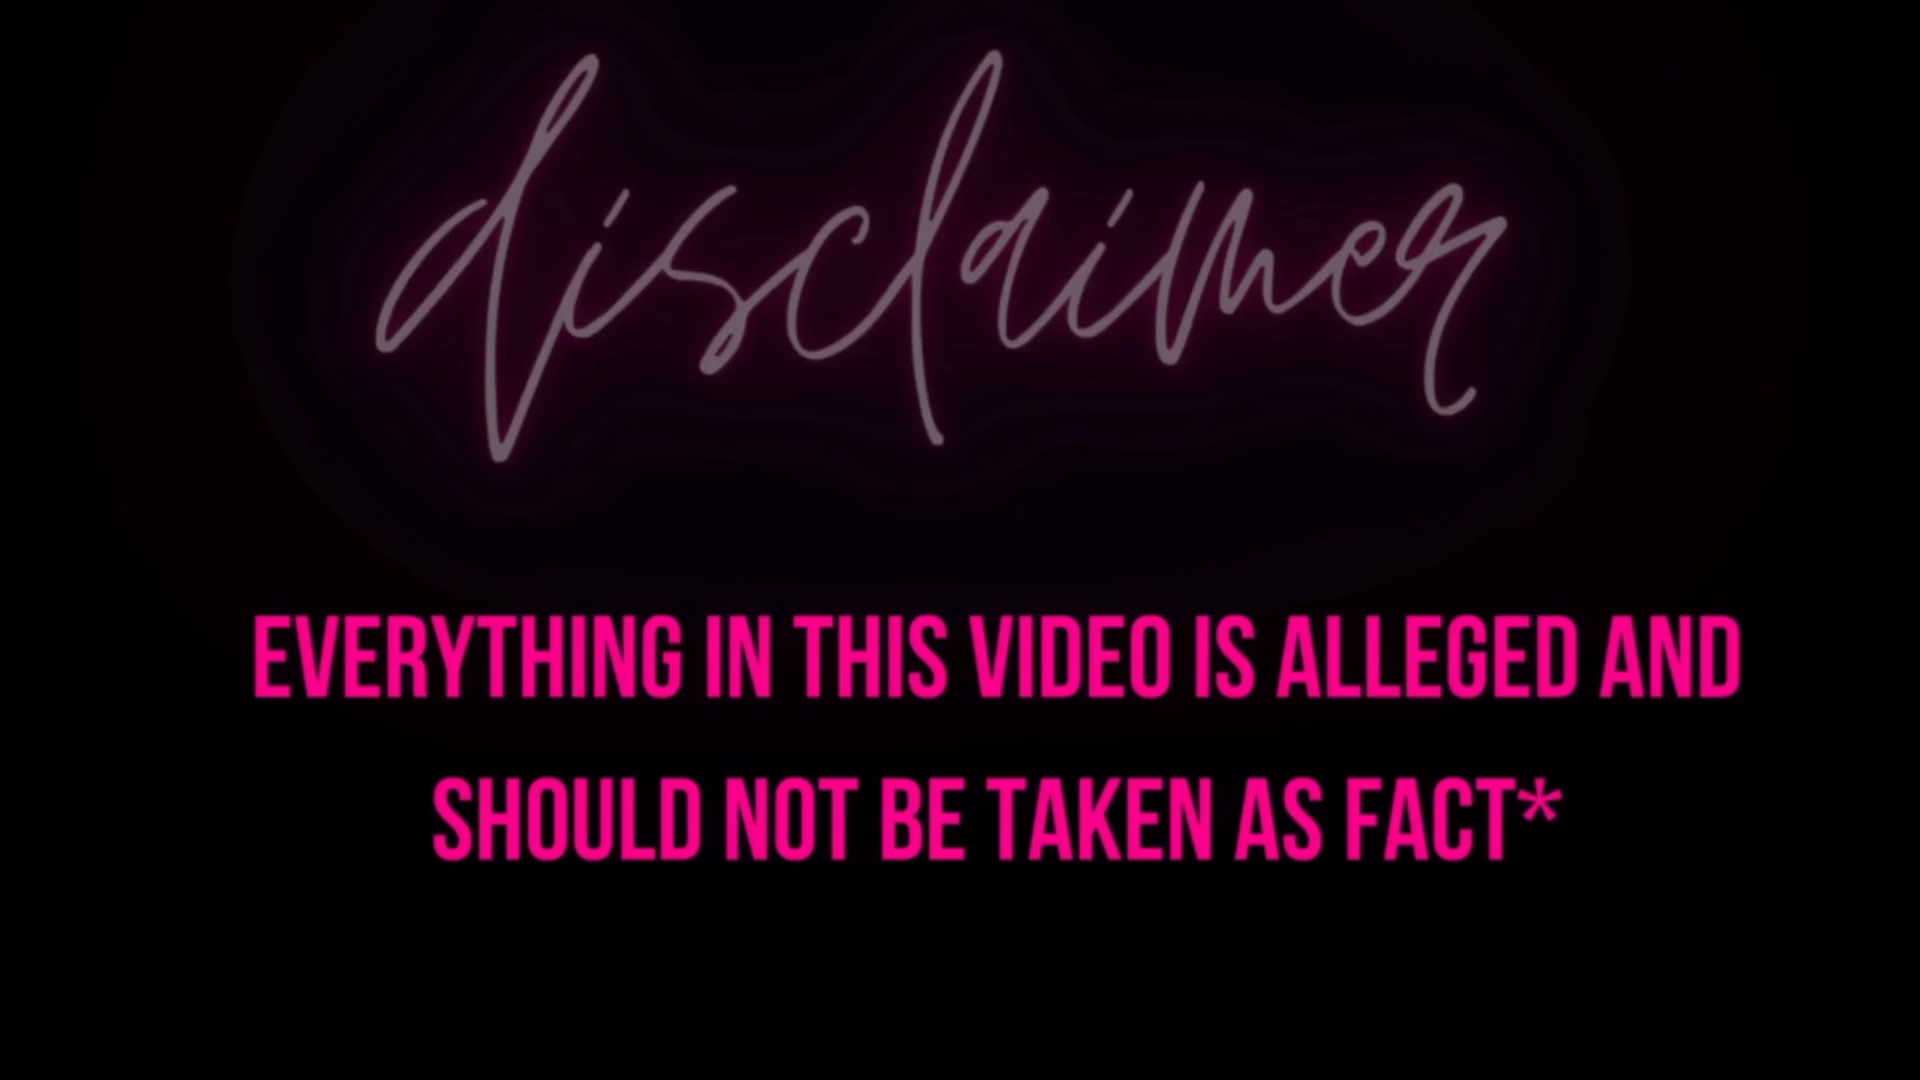 disclaimer
EVERYTHING IN THIS VIDEO IS ALLEGED AND
SHOULD NOT BE TAKEN AS FACT*